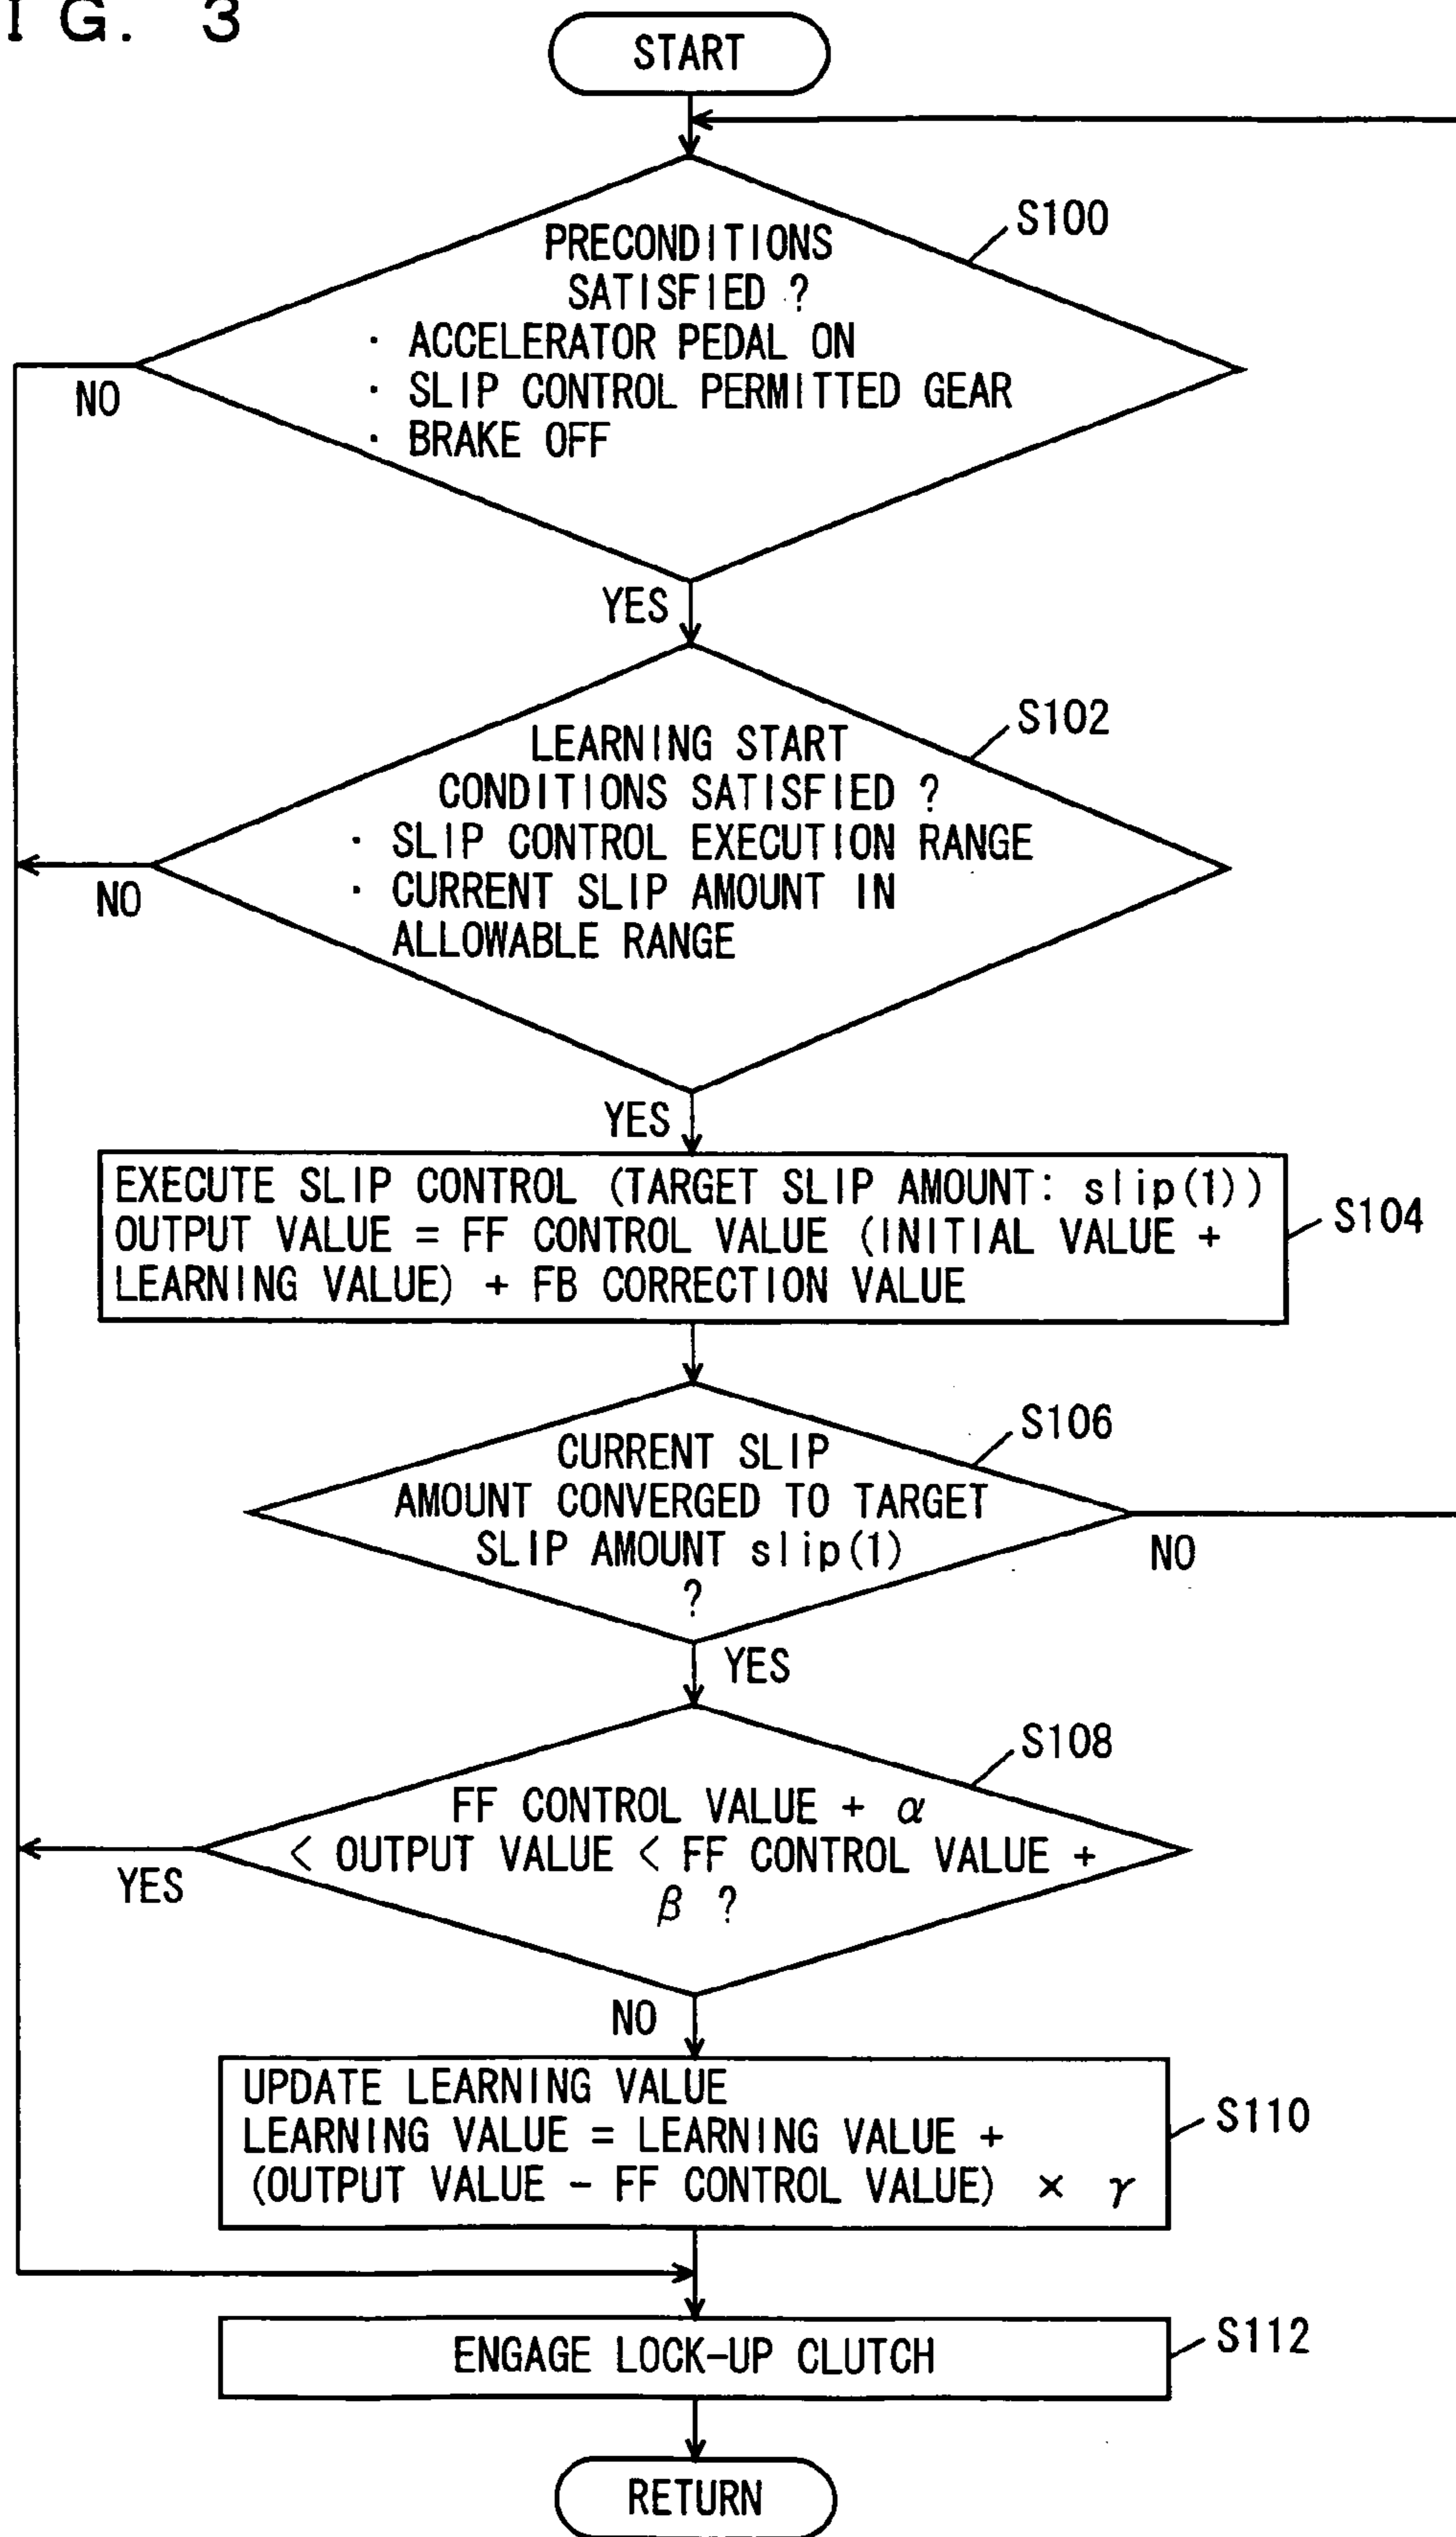 IG. 3
START
S100
PRECONDITIONS
SATISFIED ?
· ACCELERATOR PEDAL ON
· SLIP CONTROL PERMITTED GEAR
· BRAKE OFF
NO
YES
S102
LEARNING START
CONDITIONS SATISFIED ?
· SLIP CONTROL EXECUTION RANGE
· CURRENT SLIP AMOUNT IN
ALLOWABLE RANGE
NO
YES
EXECUTE SLIP CONTROL (TARGET SLIP AMOUNT: slip(1))
OUTPUT VALUE = FF CONTROL VALUE (INITIAL VALUE +
LEARNING VALUE) + FB CORRECTION VALUE
S104
S106
CURRENT SLIP
AMOUNT CONVERGED TO TARGET
SLIP AMOUNT slip(1)
?
NO
YES
S108
FF CONTROL VALUE + α
< OUTPUT VALUE < FF CONTROL VALUE +
β ?
YES
NO
UPDATE LEARNING VALUE
LEARNING VALUE = LEARNING VALUE +
(OUTPUT VALUE - FF CONTROL VALUE) × γ
S110
ENGAGE LOCK-UP CLUTCH
S112
RETURN